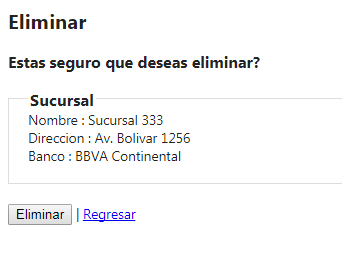 Eliminar
Estas seguro que deseas eliminar?
Sucursal
Nombre : Sucursal 333
Direccion : Av. Bolivar 1256
Banco : BBVA Continental
Eliminar | Regresar